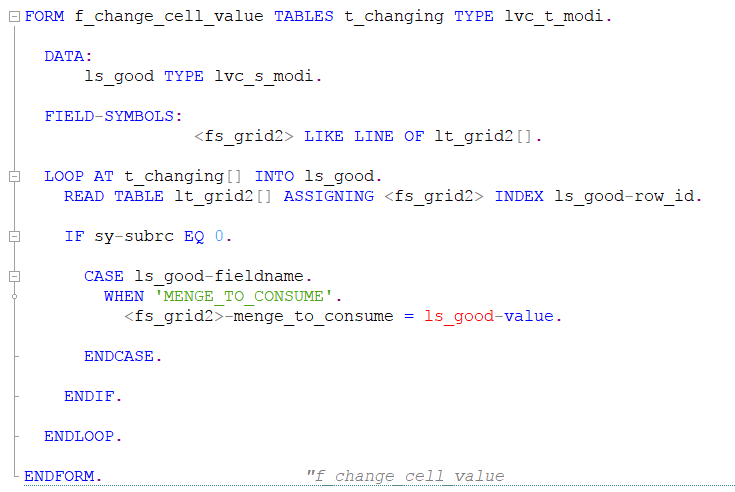 FORM f_change_cell_value TABLES t_changing TYPE lvc_t_modi.
DATA:
ls_good TYPE lvc_s_modi.
FIELD-SYMBOLS:
<fs_grid2> LIKE LINE OF lt_grid2[].
LOOP AT t_changing[] INTO ls_good.
READ TABLE lt_grid2[] ASSIGNING <fs_grid2> INDEX ls_good-row_id.
IF sy-subrc EQ 0.
CASE ls_good-fieldname.
WHEN 'MENGE_TO_CONSUME'.
<fs_grid2>-menge_to_consume = ls_good-value.
ENDCASE.
ENDIF.
ENDLOOP.
ENDFORM. "f_change_cell_value